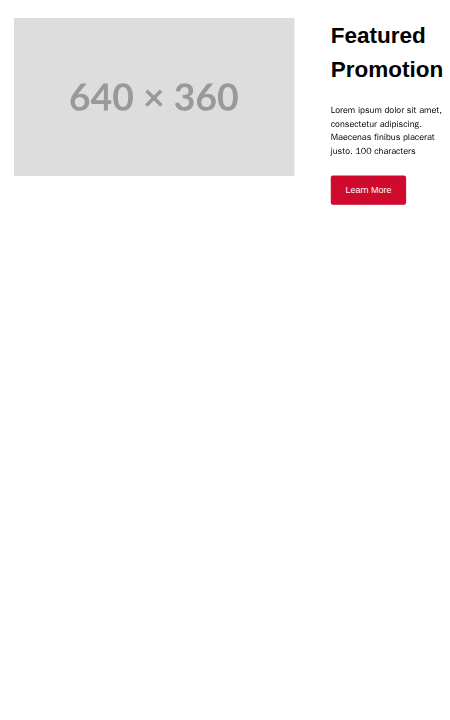 640 × 360
Featured
Promotion
Lorem ipsum dolor sit amet,
consectetur adipiscing.
Maecenas finibus placerat
justo. 100 characters
Learn More